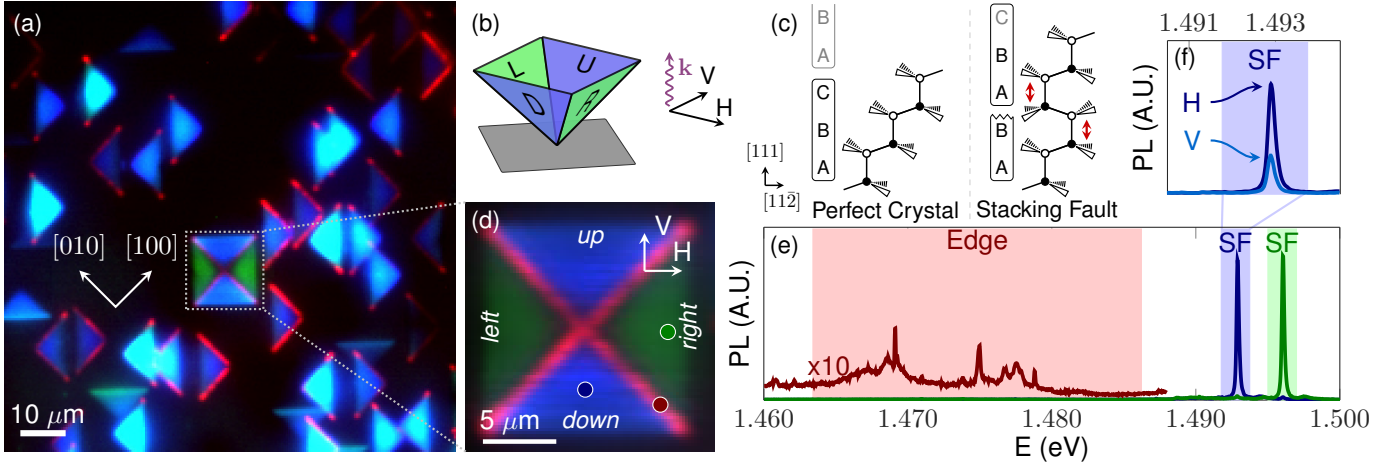 (a)
[010]
[100]
10 μm
(b)
L
U
D
R
k
V
H
(c)
B
A
C
B
A
[111]
[11\bar{2}]
Perfect Crystal
C
B
A
B
A
Stacking Fault
(d)
up
V
H
left
right
down
5 μm
(e)
Edge
x10
SF
SF
PL (A.U.)
1.460
1.470
1.480
1.490
1.500
E (eV)
1.491
1.493
(f)
SF
H
V
PL (A.U.)